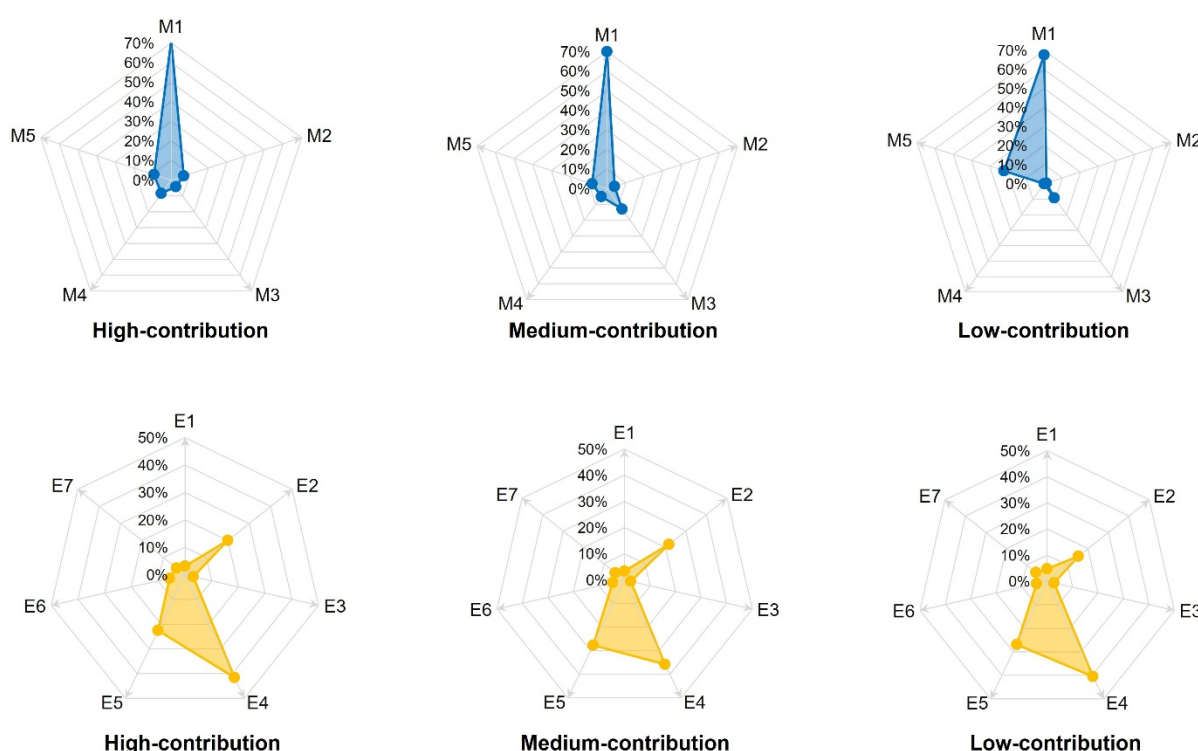 M1
70%
60%
50%
40%
30%
20%
10%
0%
M2
M3
M4
M5
High-contribution
M1
70%
60%
50%
40%
30%
20%
10%
0%
M2
M3
M4
M5
Medium-contribution
M1
70%
60%
50%
40%
30%
20%
10%
0%
M2
M3
M4
M5
Low-contribution
E1
50%
40%
30%
20%
10%
0%
E2
E3
E4
E5
E6
E7
High-contribution
E1
50%
40%
30%
20%
10%
0%
E2
E3
E4
E5
E6
E7
Medium-contribution
E1
50%
40%
30%
20%
10%
0%
E2
E3
E4
E5
E6
E7
Low-contribution